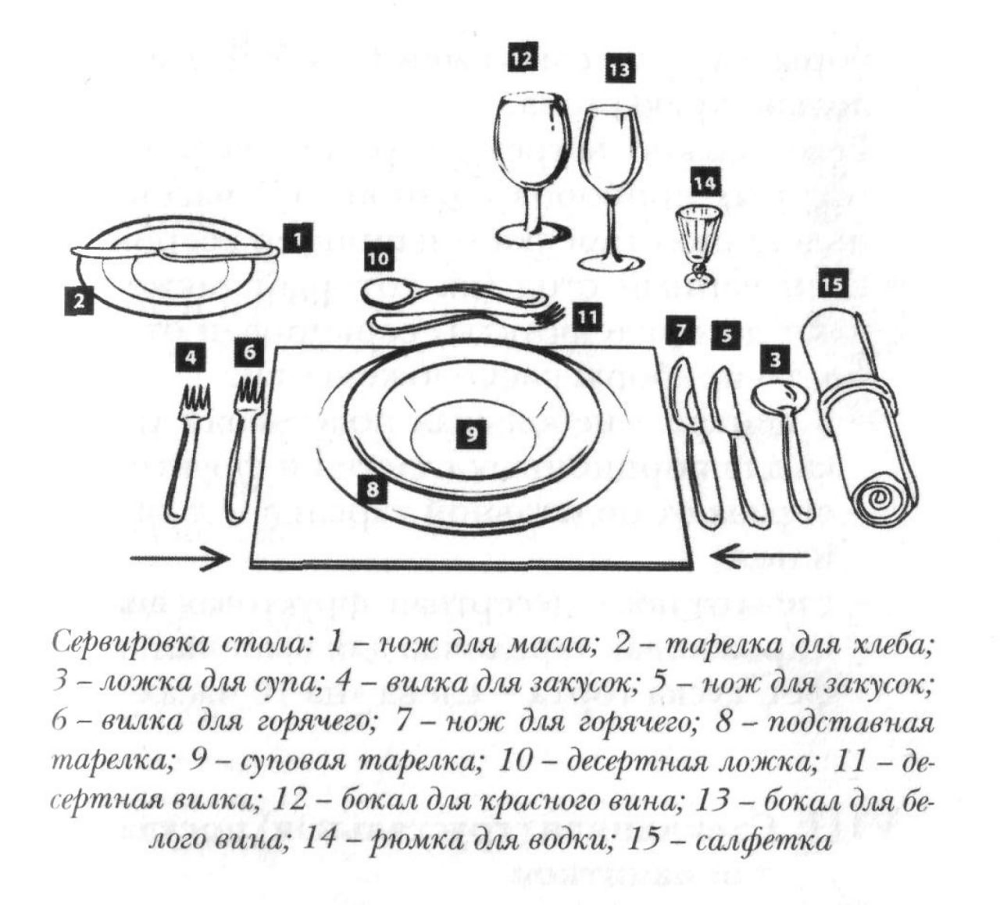 12
13
14
1
10
15
2
11
7
5
4
6
3
9
8
Сервировка стола: 1 – нож для масла; 2 – тарелка для хлеба;
3 – ложка для супа; 4 – вилка для закусок; 5 – нож для закусок;
6 – вилка для горячего; 7 – нож для горячего; 8 – подставная
тарелка; 9 – суповая тарелка; 10 – десертная ложка; 11 – де-
сертная вилка; 12 – бокал для красного вина; 13 – бокал для бе-
лого вина; 14 – рюмка для водки; 15 – салфетка